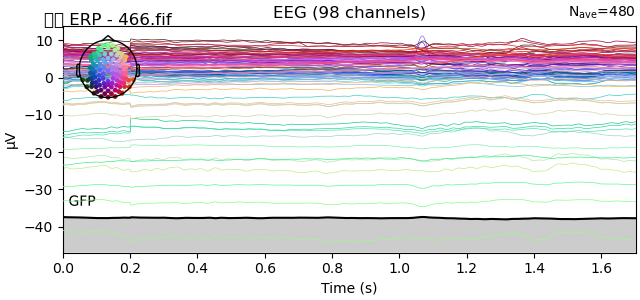 ERP - 466.fif
EEG (98 channels)
Nave=480
10
0
−10
−20
−30
−40
µV
GFP
0.0 0.2 0.4 0.6 0.8 1.0 1.2 1.4 1.6
Time (s)